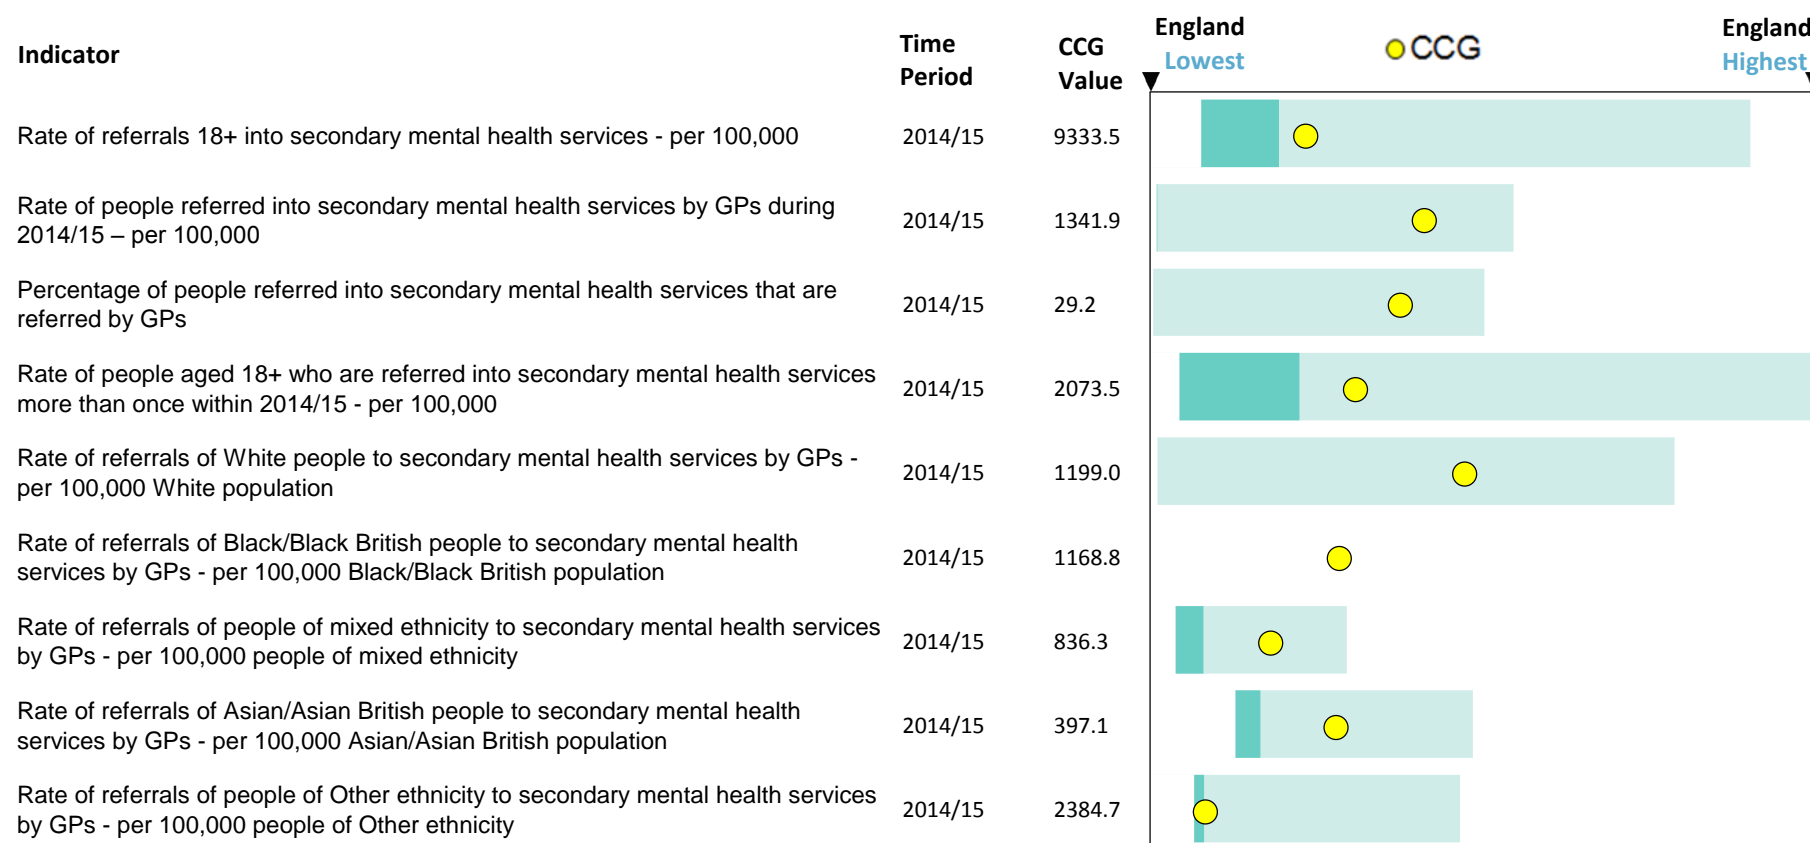 Indicator
Time
Period
CCG
Value
England
Lowest
CCG
England
Highest
Rate of referrals 18+ into secondary mental health services - per 100,000
2014/15
9333.5
Rate of people referred into secondary mental health services by GPs during
2014/15 – per 100,000
2014/15
1341.9
Percentage of people referred into secondary mental health services that are
referred by GPs
2014/15
29.2
Rate of people aged 18+ who are referred into secondary mental health services
more than once within 2014/15 - per 100,000
2014/15
2073.5
Rate of referrals of White people to secondary mental health services by GPs -
per 100,000 White population
2014/15
1199.0
Rate of referrals of Black/Black British people to secondary mental health
services by GPs - per 100,000 Black/Black British population
2014/15
1168.8
Rate of referrals of people of mixed ethnicity to secondary mental health services
by GPs - per 100,000 people of mixed ethnicity
2014/15
836.3
Rate of referrals of Asian/Asian British people to secondary mental health
services by GPs - per 100,000 Asian/Asian British population
2014/15
397.1
Rate of referrals of people of Other ethnicity to secondary mental health services
by GPs - per 100,000 people of Other ethnicity
2014/15
2384.7